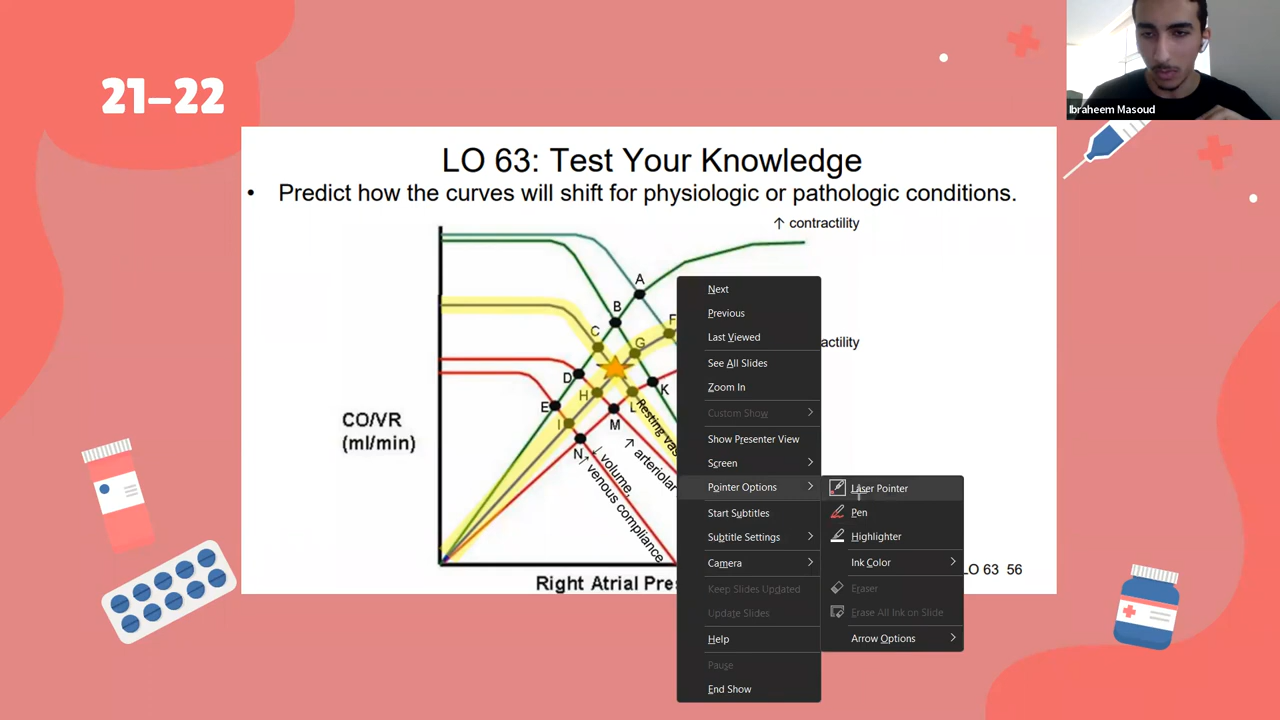 21–22
Ibraheem Masoud
LO 63: Test Your Knowledge
• Predict how the curves will shift for physiologic or pathologic conditions.
↑ contractility
A
B
F
C
G
D
K
H
L
E
I
M
N
CO/VR
(ml/min)
Resting
↑ arteriolar
↓ volume,
↑ venous compliance
Right Atrial
LO 63 56
Next
Previous
Last Viewed
See All Slides
Zoom In
Custom Show
Show Presenter View
Screen
Pointer Options
Start Subtitles
Subtitle Settings
Camera
Keep Slides Updated
Update Slides
Help
Pause
End Show
Laser Pointer
Pen
Highlighter
Ink Color
Eraser
Erase All Ink on Slide
Arrow Options